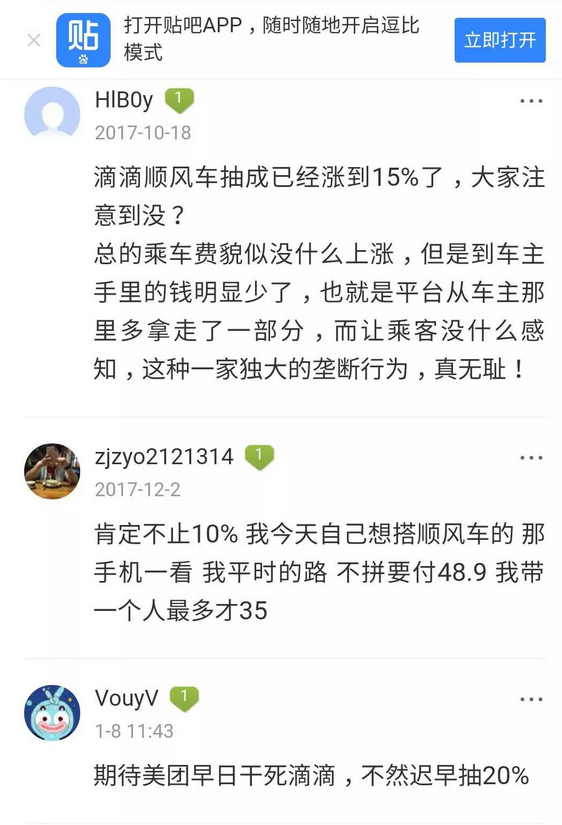 打开贴吧APP，随时随地开启逗比
模式
贴
立即打开
HlB0y 1
2017-10-18
滴滴顺风车抽成已经涨到15%了，大家注
意到没？
总的乘车费貌似没什么上涨，但是到车主
手里的钱明显少了，也就是平台从车主那
里多拿走了一部分，而让乘客没什么感
知，这种一家独大的垄断行为，真无耻！
zjzyo2121314 1
2017-12-2
肯定不止10% 我今天自己想搭顺风车的 那
手机一看 我平时的路 不拼要付48.9 我带
一个人最多才35
VouyV 1
1-8 11:43
期待美团早日干死滴滴，不然迟早抽20%